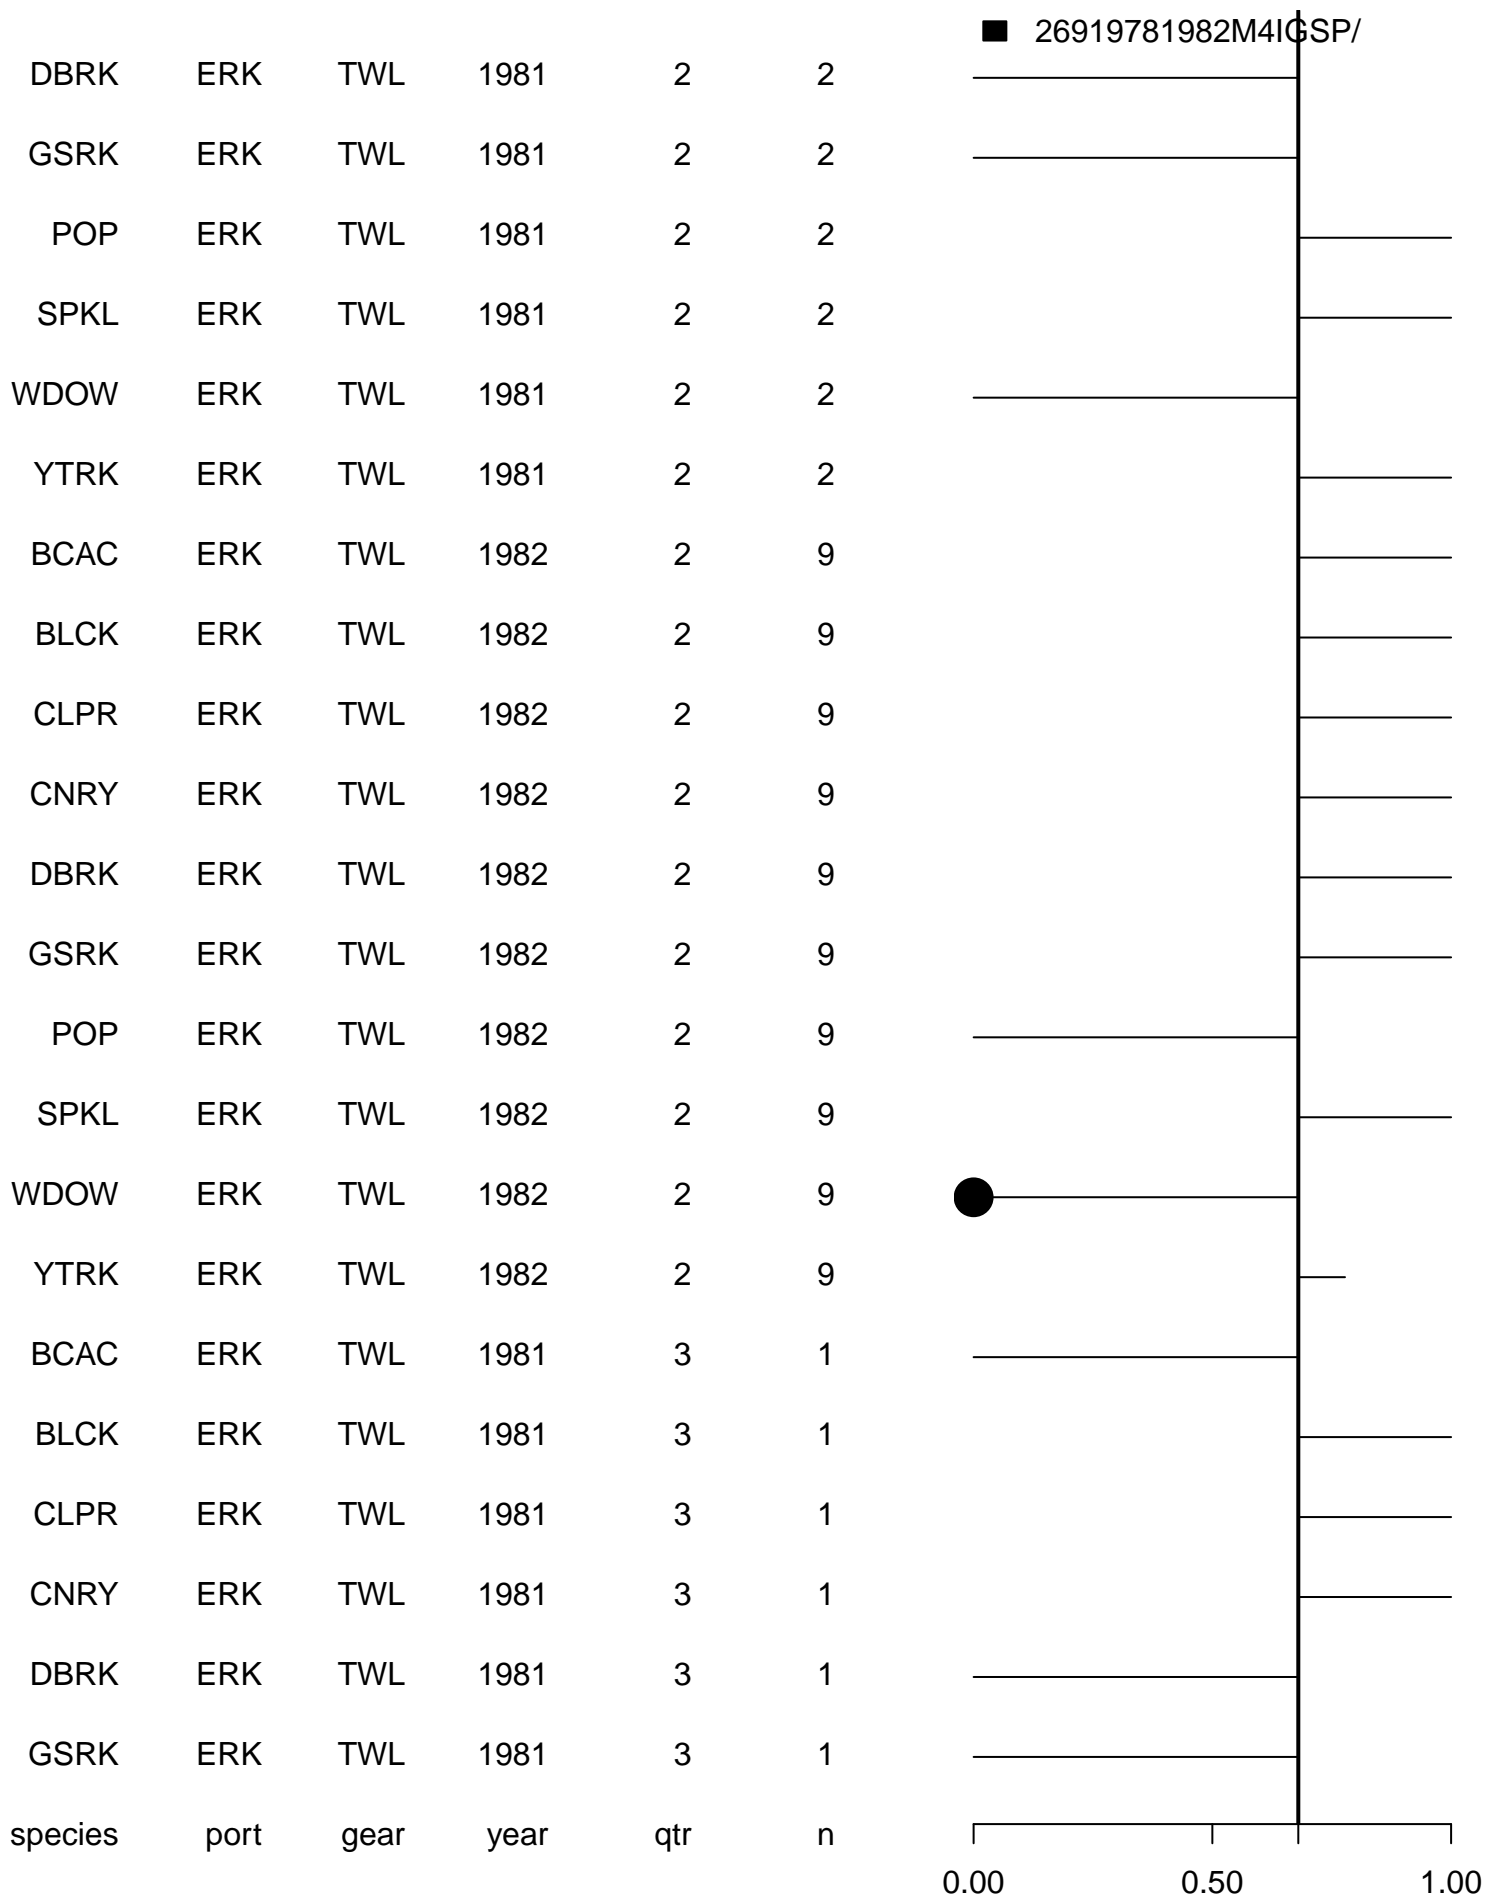 26919781982M4IGSP/
DBRK ERK TWL 1981 2 2
GSRK ERK TWL 1981 2 2
POP ERK TWL 1981 2 2
SPKL ERK TWL 1981 2 2
WDOW ERK TWL 1981 2 2
YTRK ERK TWL 1981 2 2
BCAC ERK TWL 1982 2 9
BLCK ERK TWL 1982 2 9
CLPR ERK TWL 1982 2 9
CNRY ERK TWL 1982 2 9
DBRK ERK TWL 1982 2 9
GSRK ERK TWL 1982 2 9
POP ERK TWL 1982 2 9
SPKL ERK TWL 1982 2 9
WDOW ERK TWL 1982 2 9
YTRK ERK TWL 1982 2 9
BCAC ERK TWL 1981 3 1
BLCK ERK TWL 1981 3 1
CLPR ERK TWL 1981 3 1
CNRY ERK TWL 1981 3 1
DBRK ERK TWL 1981 3 1
GSRK ERK TWL 1981 3 1
species port gear year qtr n
0.00 0.50 1.00